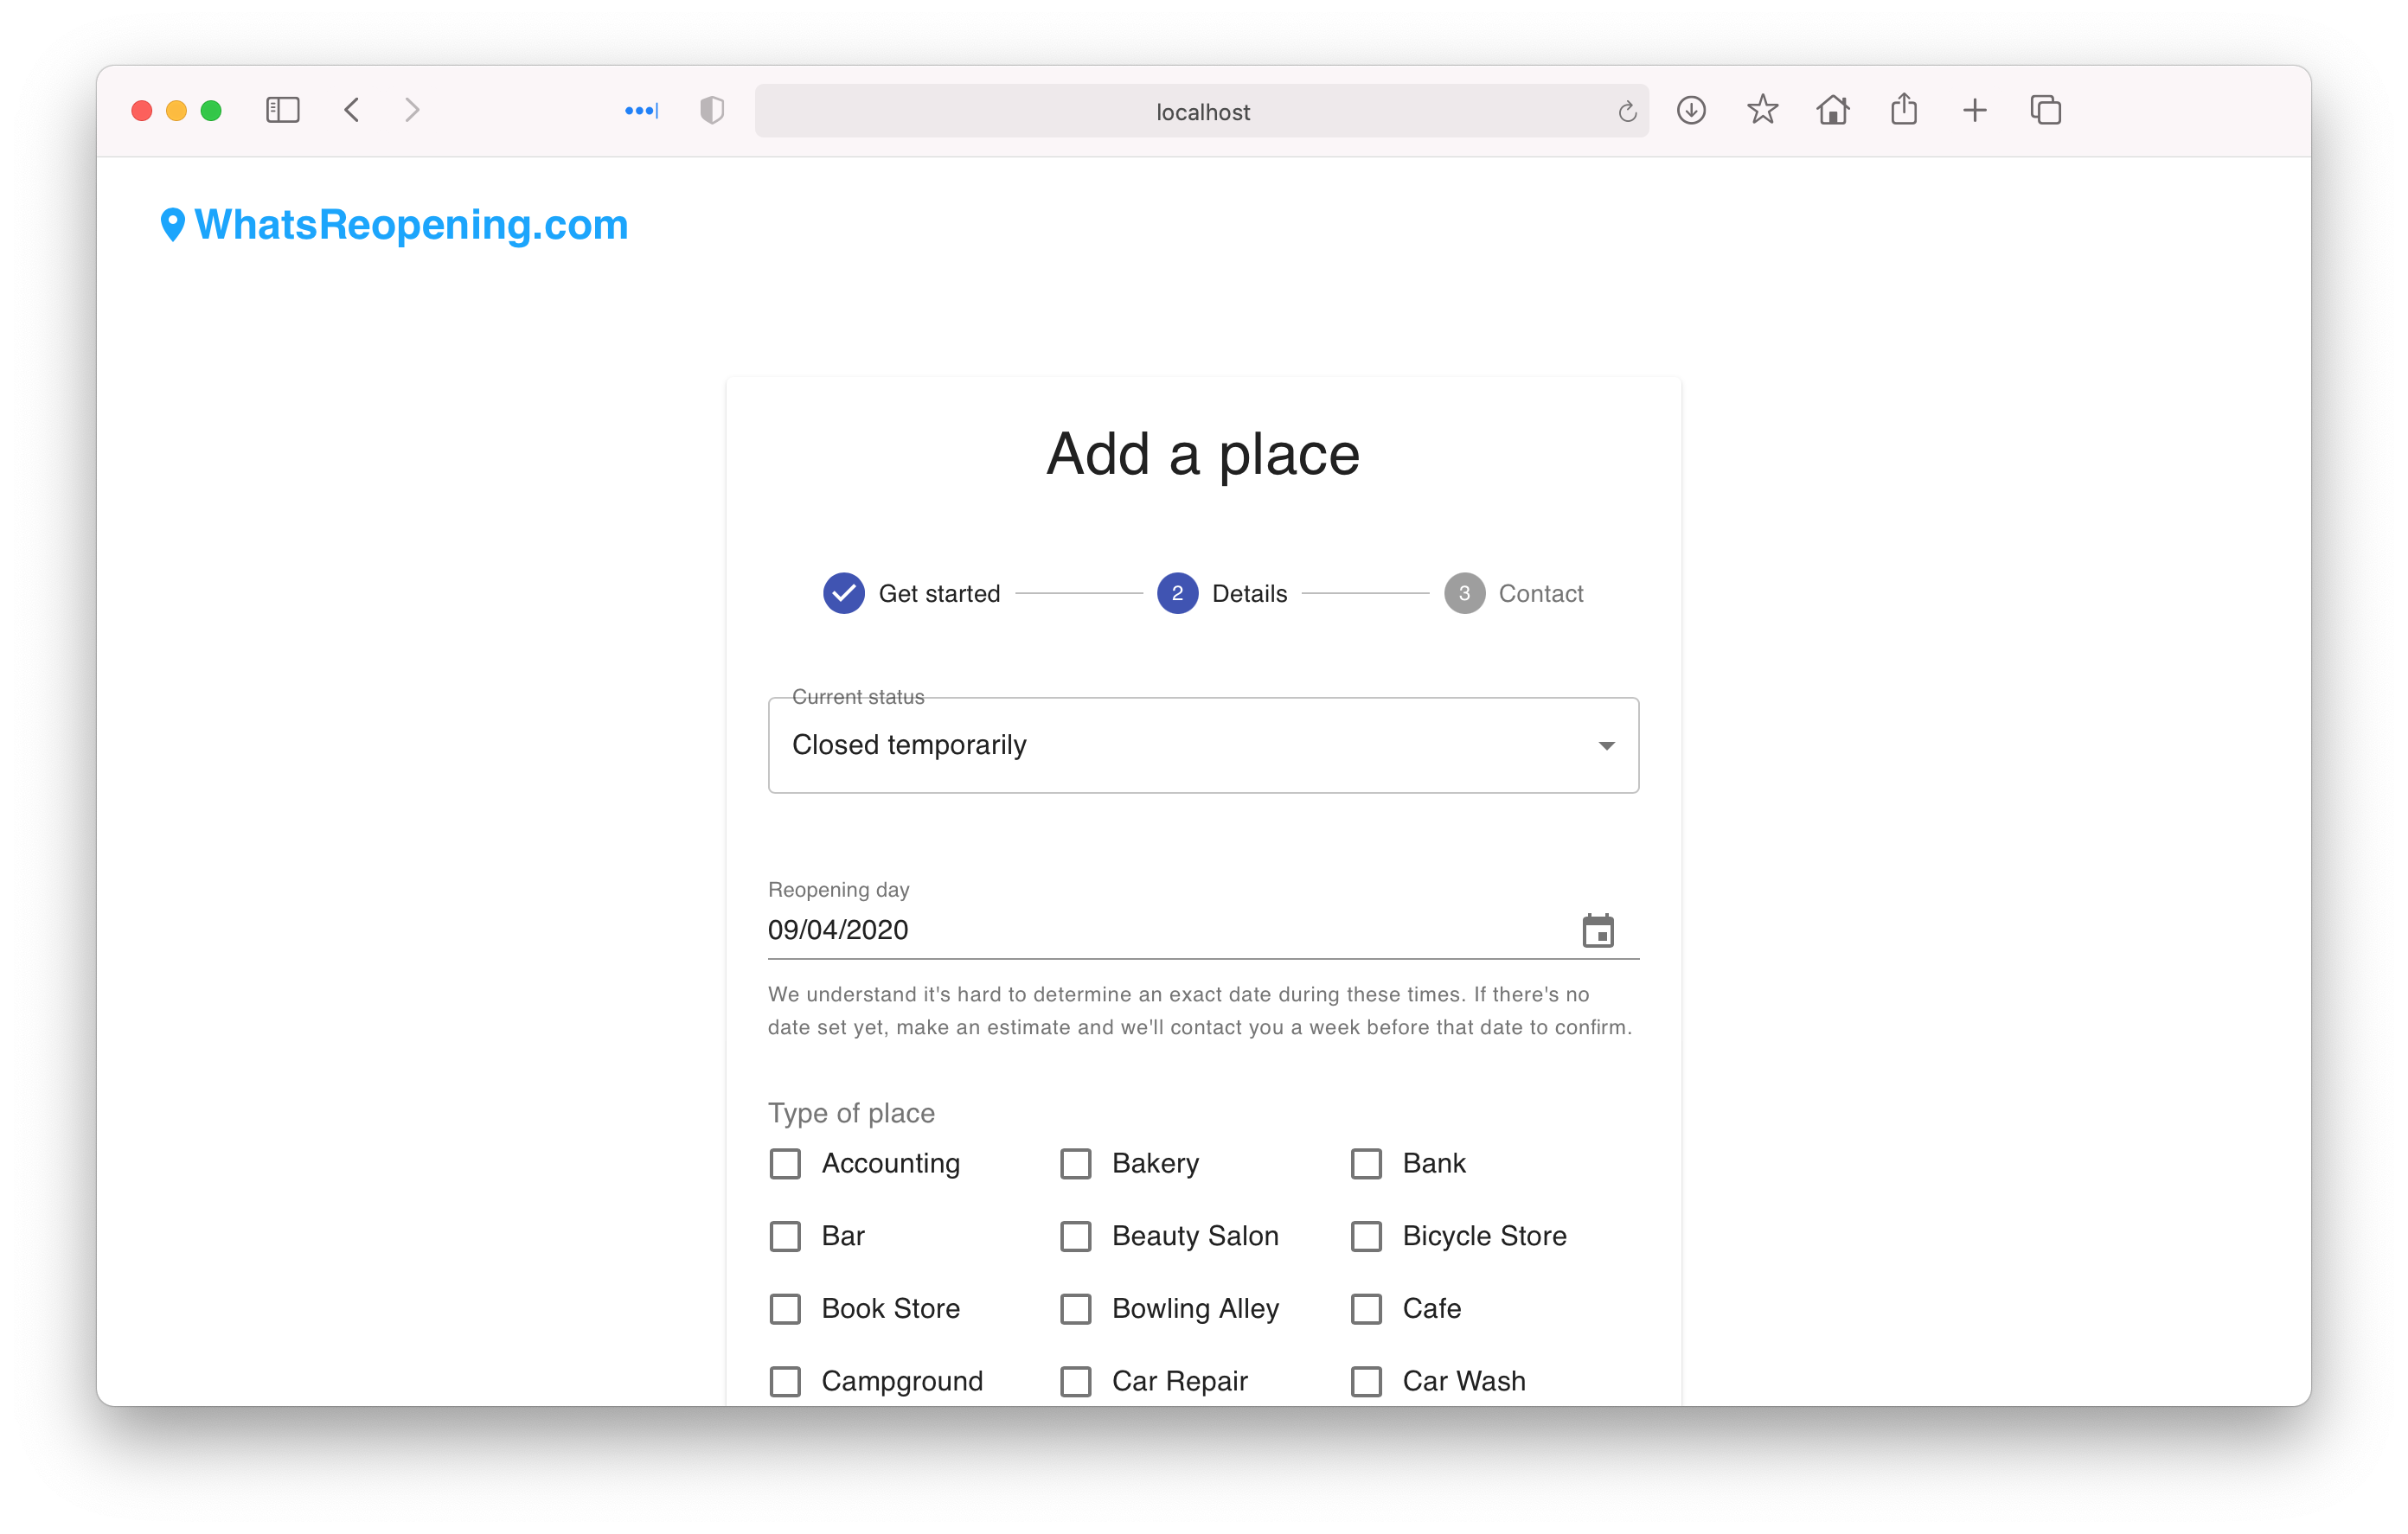 localhost
WhatsReopening.com
Add a place
Get started 2 Details 3 Contact
Current status
Closed temporarily
Reopening day
09/04/2020
We understand it's hard to determine an exact date during these times. If there's no
date set yet, make an estimate and we'll contact you a week before that date to confirm.
Type of place
Accounting Bakery Bank
Bar Beauty Salon Bicycle Store
Book Store Bowling Alley Cafe
Campground Car Repair Car Wash